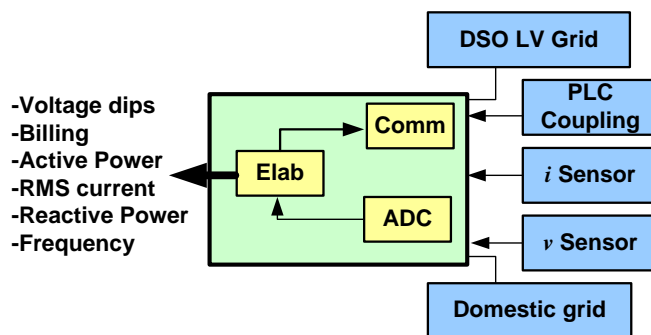 -Voltage dips
-Billing
-Active Power
-RMS current
-Reactive Power
-Frequency
Elab
Comm
ADC
DSO LV Grid
PLC
Coupling
i Sensor
v Sensor
Domestic grid